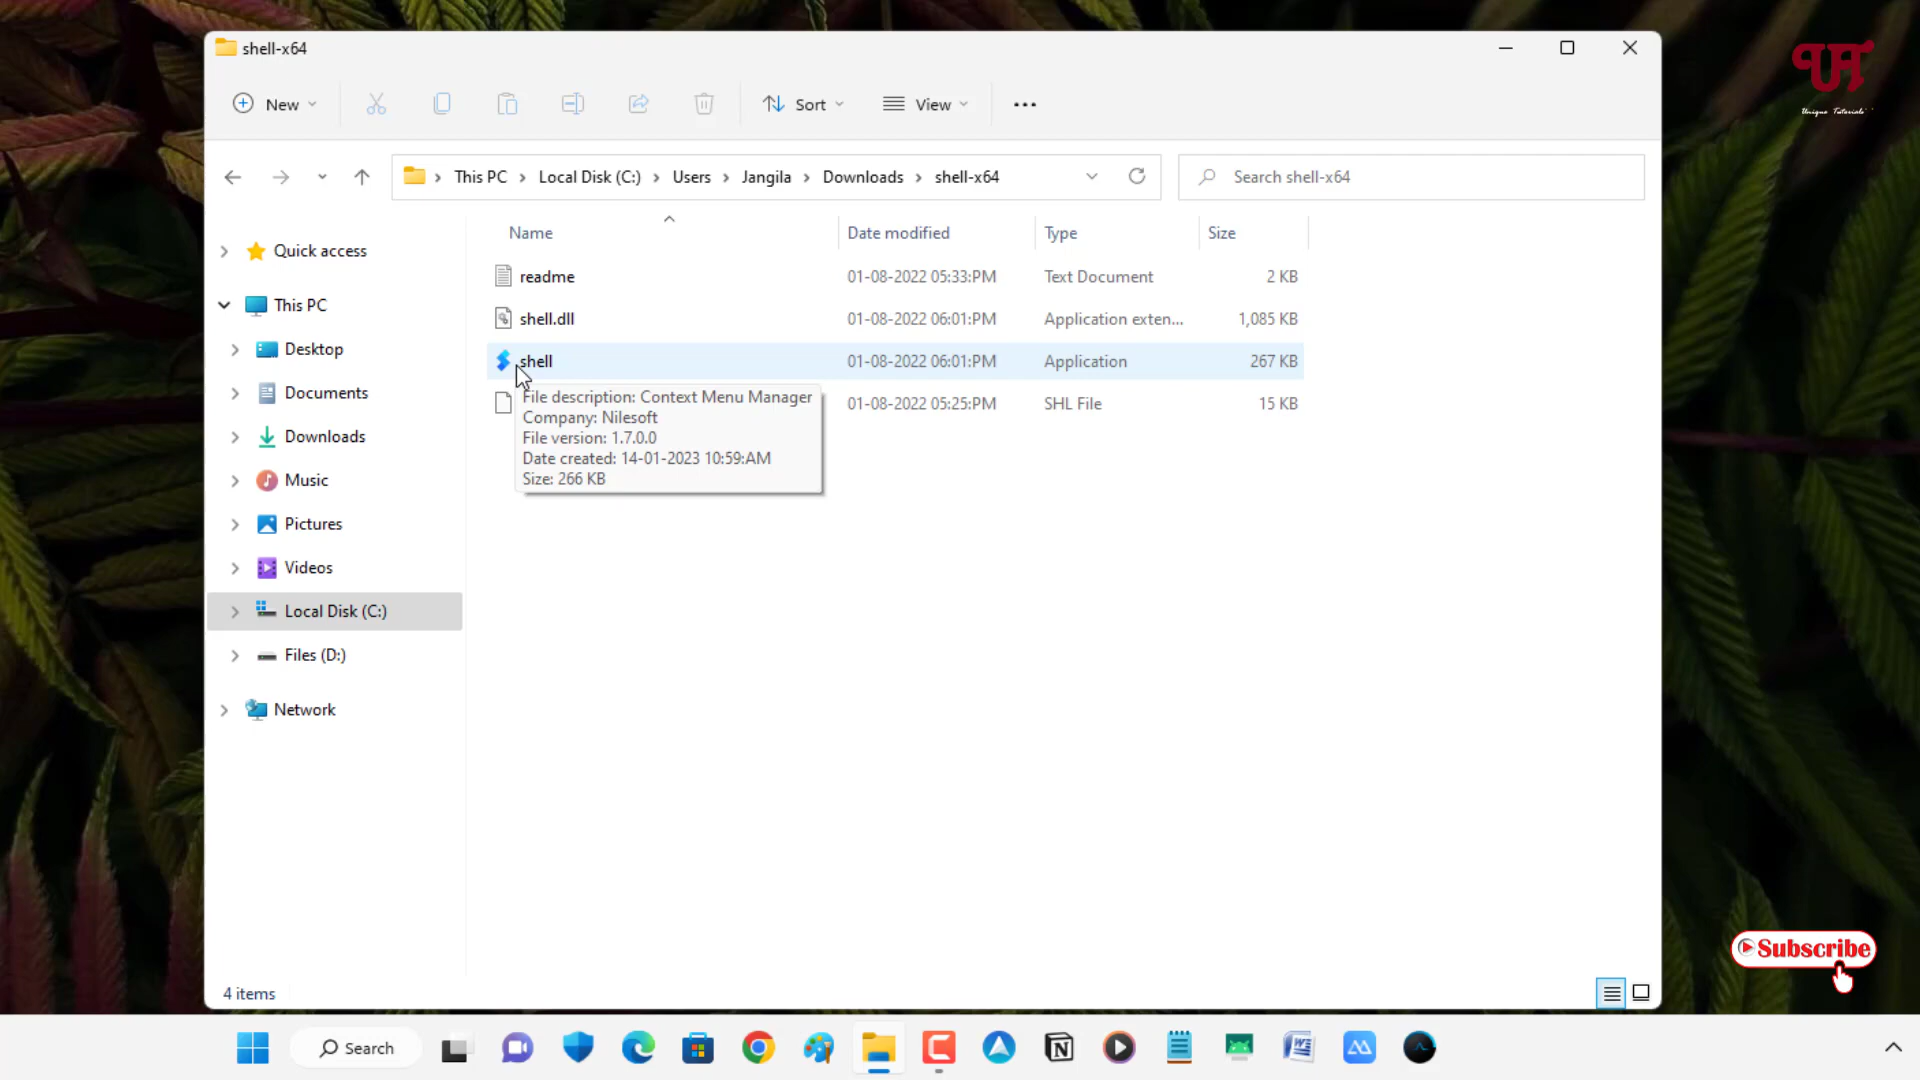 shell-x64
New
Sort
View
This PC
Local Disk (C:)
Users
Jangila
Downloads
shell-x64
Search shell-x64
Name
Date modified
Type
Size
readme
01-08-2022 05:33:PM
Text Document
2 KB
shell.dll
01-08-2022 06:01:PM
Application exten...
1,085 KB
shell
01-08-2022 06:01:PM
Application
267 KB
01-08-2022 05:25:PM
SHL File
15 KB
File description: Context Menu Manager
Company: Nilesoft
File version: 1.7.0.0
Date created: 14-01-2023 10:59:AM
Size: 266 KB
Quick access
This PC
Desktop
Documents
Downloads
Music
Pictures
Videos
Local Disk (C:)
Files (D:)
Network
4 items
UT
Unique Tutorials
Subscribe
Search